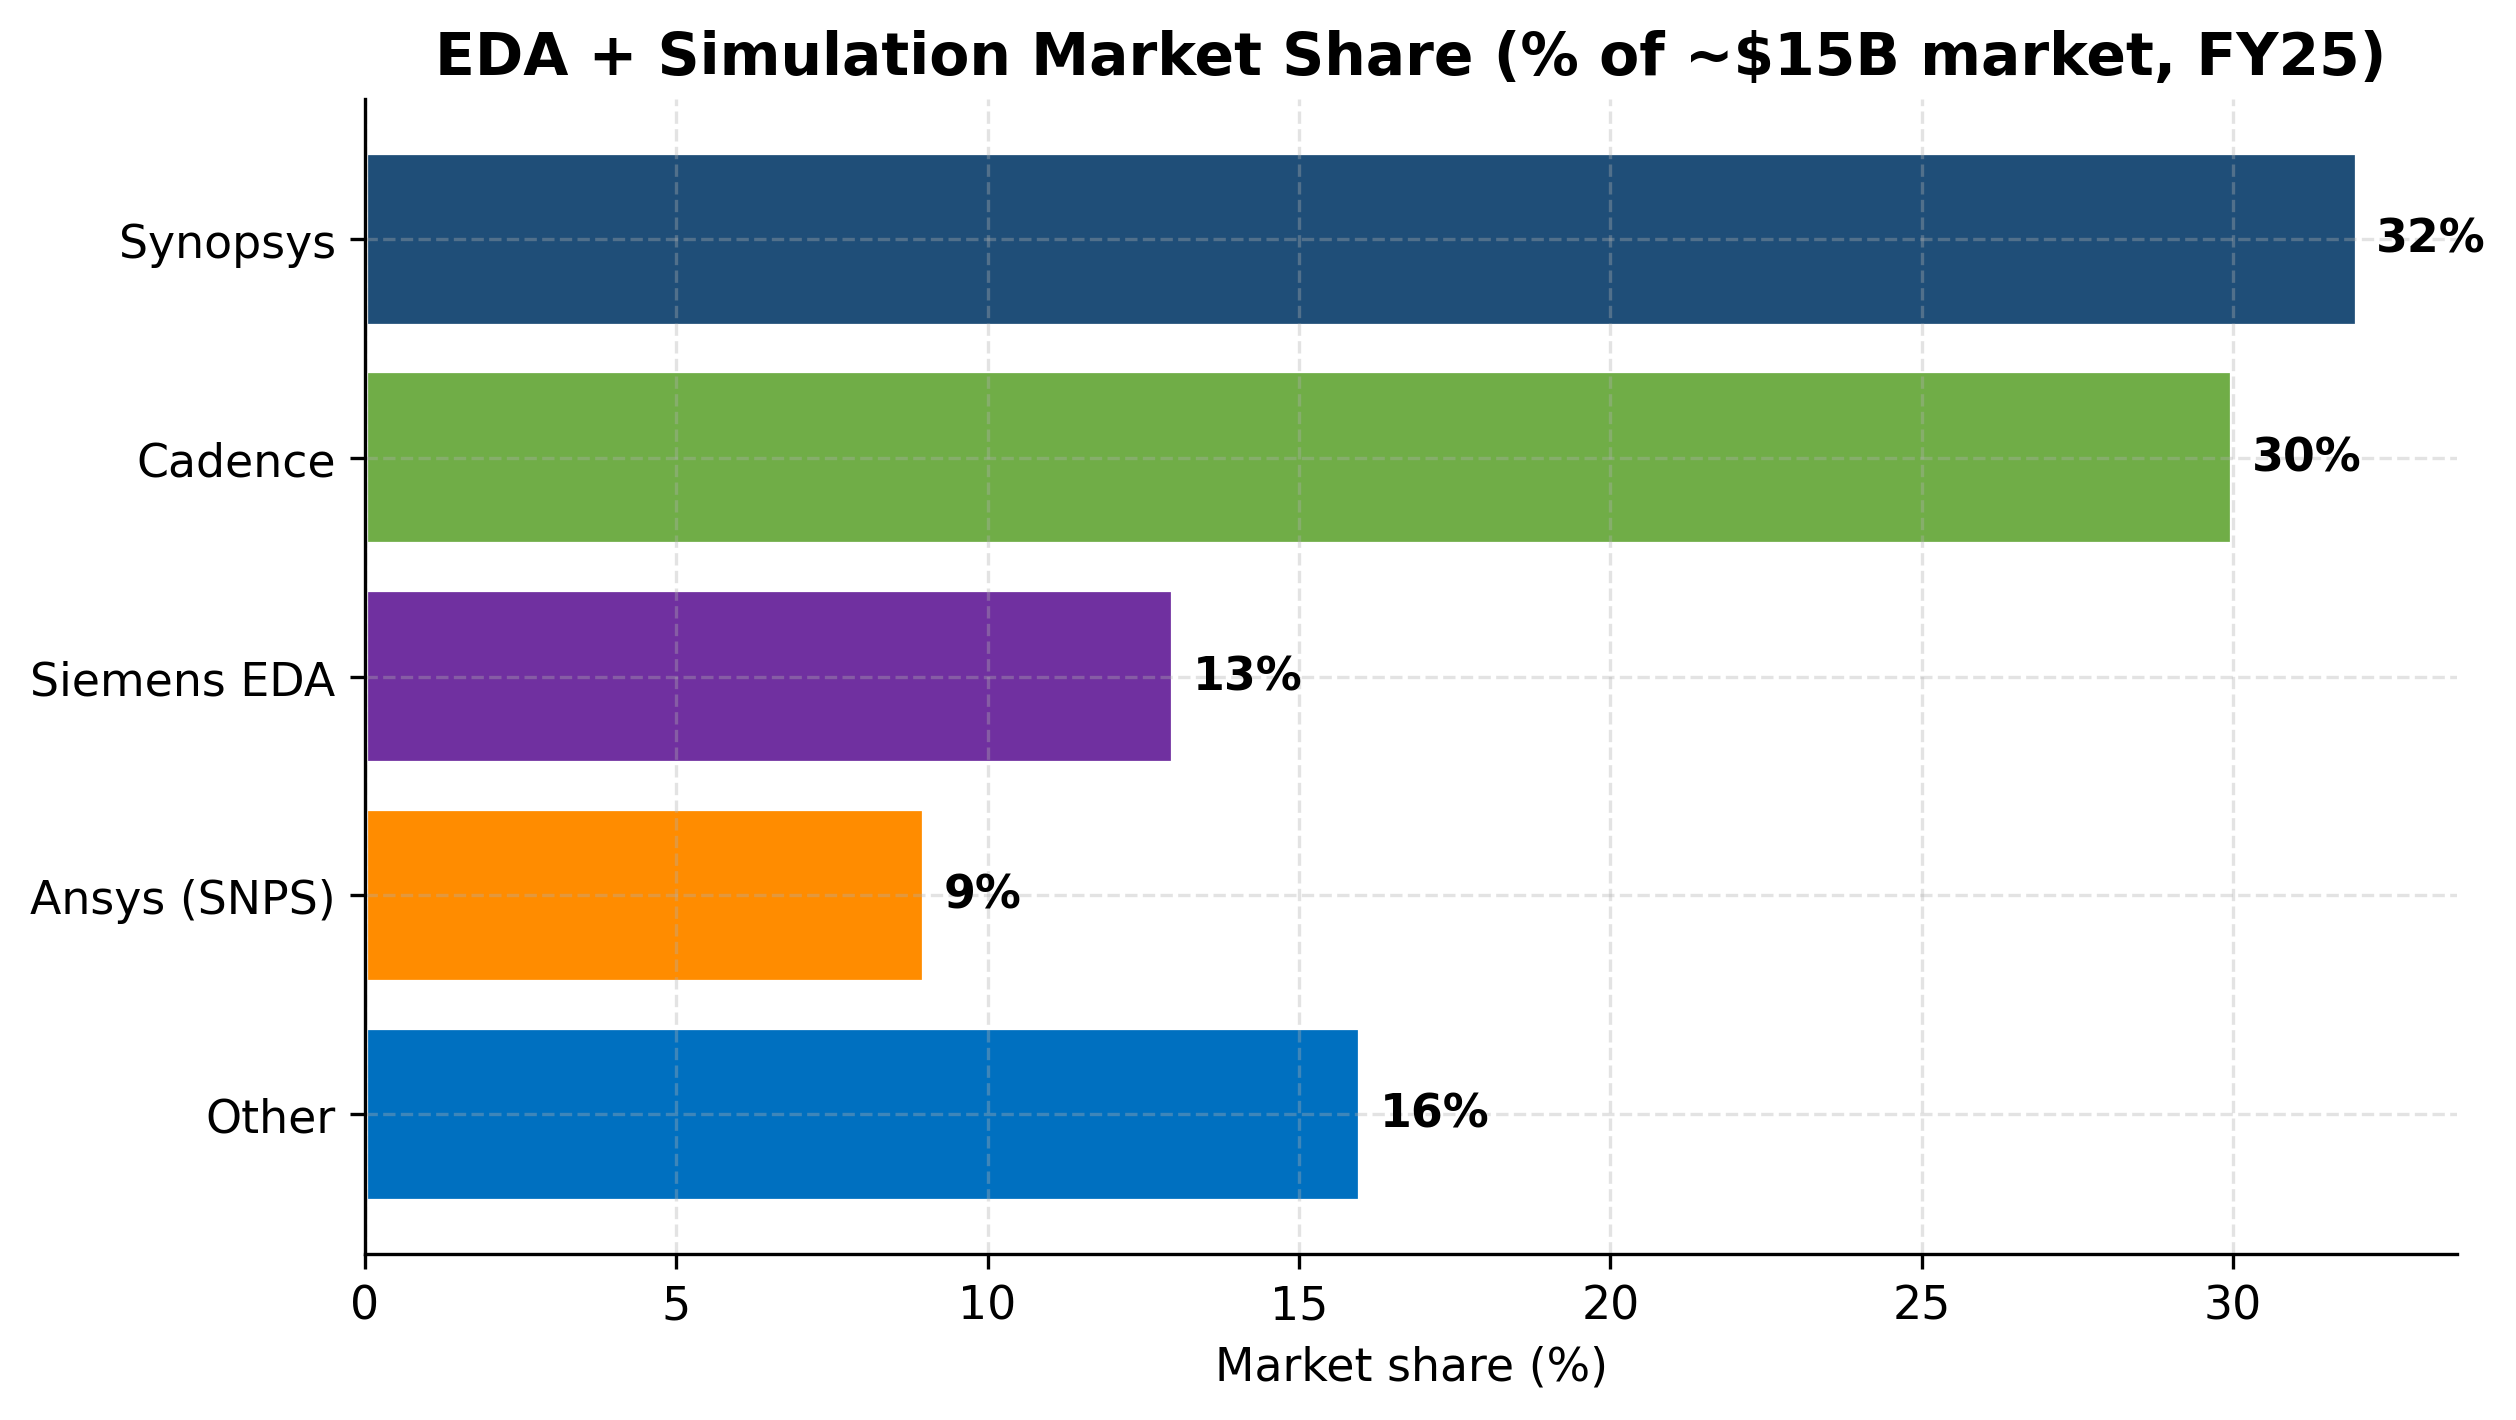 EDA + Simulation Market Share (% of ~$15B market, FY25)
Synopsys 32%
Cadence 30%
Siemens EDA 13%
Ansys (SNPS) 9%
Other 16%
0 5 10 15 20 25 30
Market share (%)